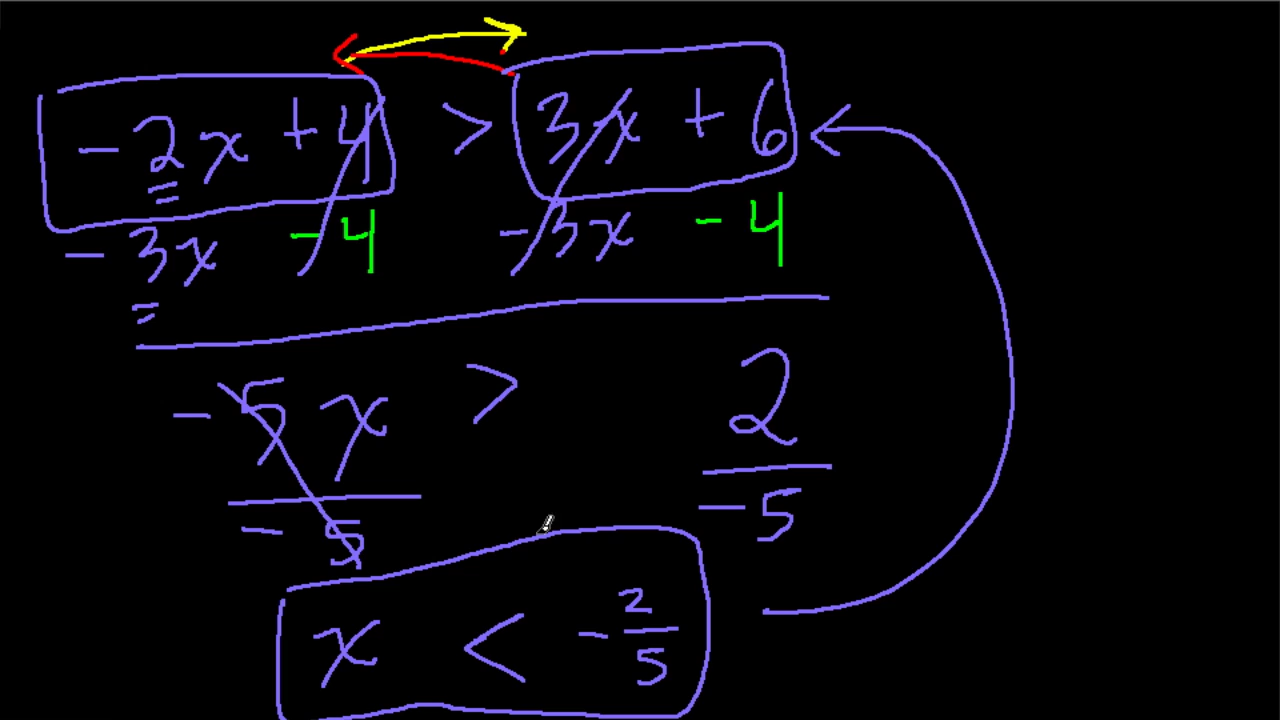 -2x + 4 > 3x + 6
-3x -4 -3x -4
-5x > 2
-5 -5
x < -2/5